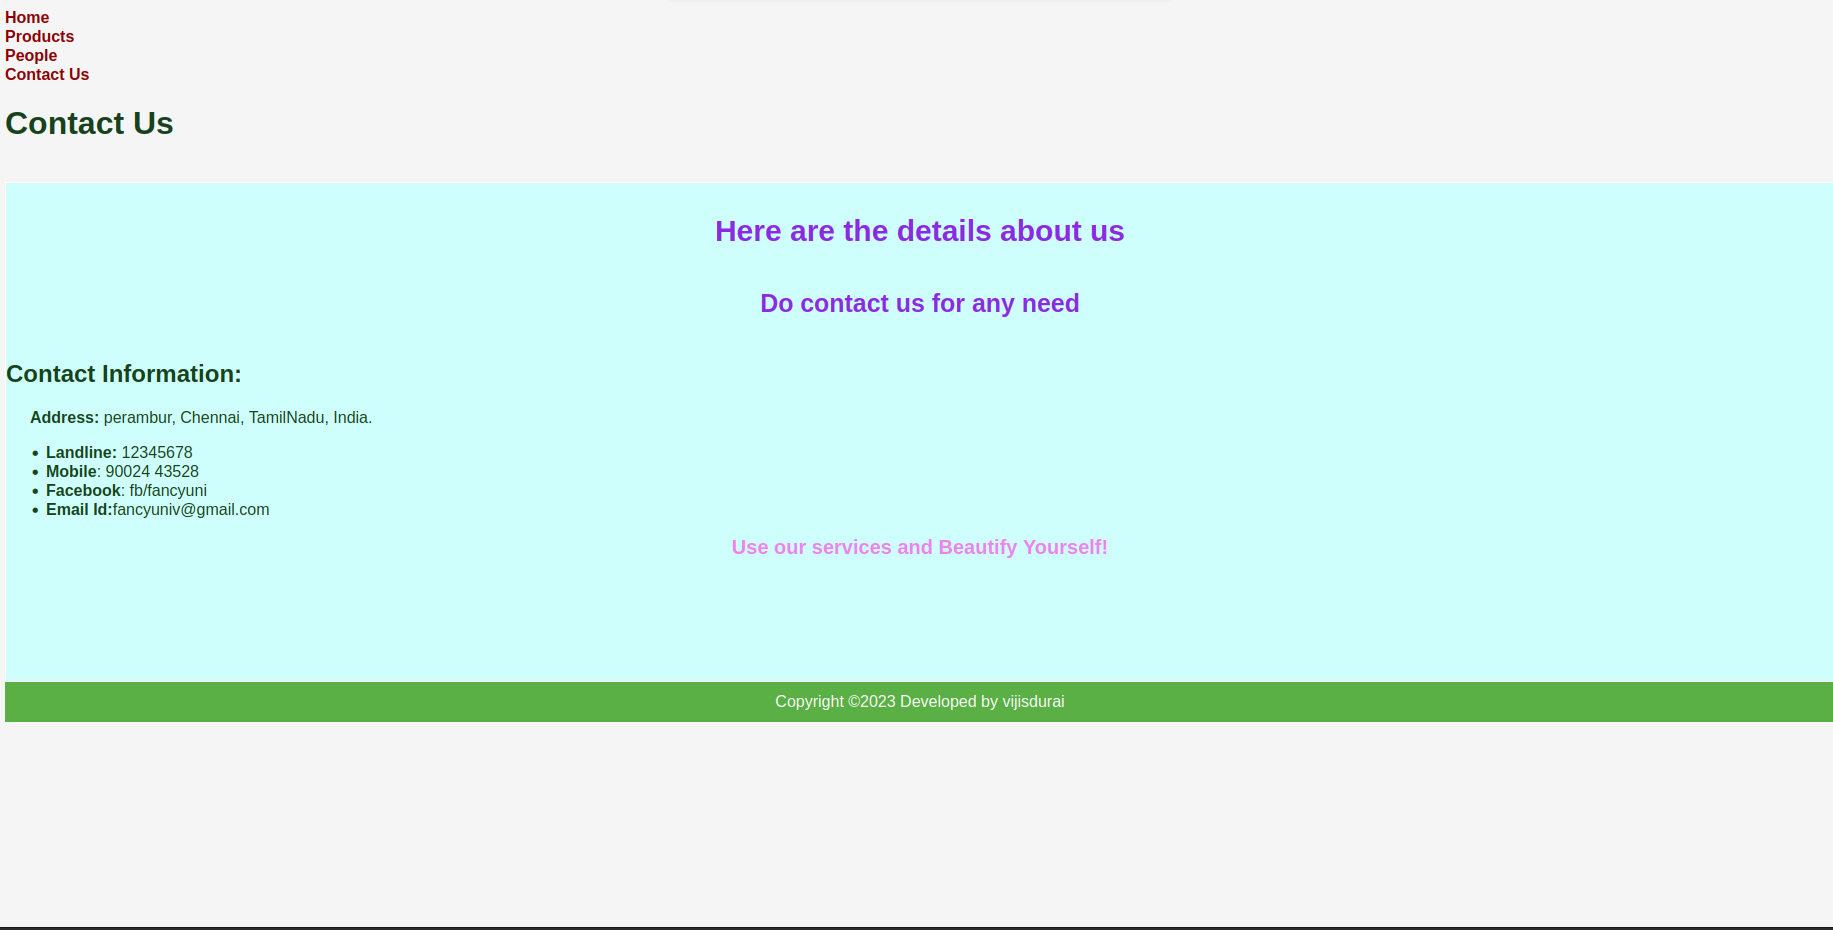 Home
Products
People
Contact Us
Contact Us
Here are the details about us
Do contact us for any need
Contact Information:
Address: perambur, Chennai, TamilNadu, India.
• Landline: 12345678
• Mobile: 90024 43528
• Facebook: fb/fancyuni
• Email Id:fancyuniv@gmail.com
Use our services and Beautify Yourself!
Copyright ©2023 Developed by vijisdurai